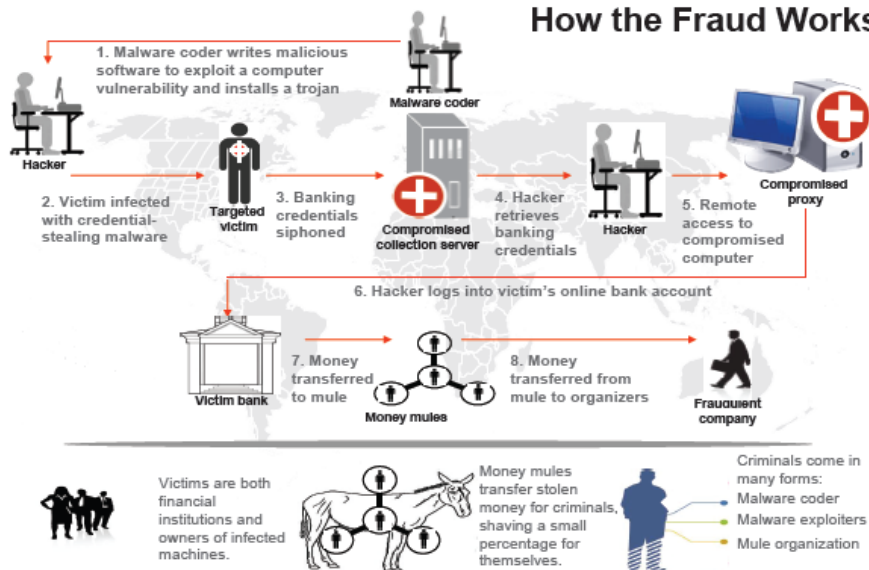 How the Fraud Works
1. Malware coder writes malicious
software to exploit a computer
vulnerability and installs a trojan
Malware coder
Hacker
2. Victim infected
with credential-
stealing malware
Targeted
victim
3. Banking
credentials
siphoned
Compromised
collection server
4. Hacker
retrieves
banking
credentials
Hacker
5. Remote
access to
compromised
computer
Compromised
proxy
6. Hacker logs into victim's online bank account
Victim bank
7. Money
transferred
to mule
Money mules
8. Money
transferred from
mule to organizers
Fraudulent
company
Victims are both
financial
institutions and
owners of infected
machines.
Money mules
transfer stolen
money for criminals,
shaving a small
percentage for
themselves.
Criminals come in
many forms:
Malware coder
Malware exploiters
Mule organization